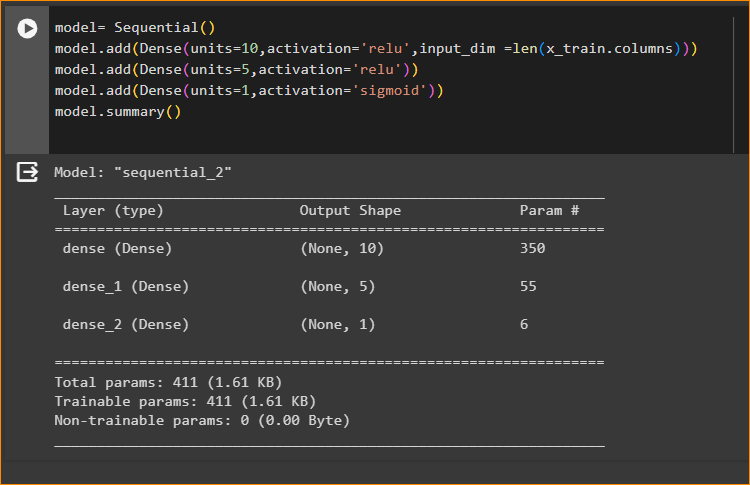 model= Sequential()
model.add(Dense(units=10,activation='relu',input_dim =len(x_train.columns)))
model.add(Dense(units=5,activation='relu'))
model.add(Dense(units=1,activation='sigmoid'))
model.summary()
Model: "sequential_2"
_________________________________________________________________
Layer (type) Output Shape Param #
=================================================================
dense (Dense) (None, 10) 350
dense_1 (Dense) (None, 5) 55
dense_2 (Dense) (None, 1) 6
=================================================================
Total params: 411 (1.61 KB)
Trainable params: 411 (1.61 KB)
Non-trainable params: 0 (0.00 Byte)
_________________________________________________________________